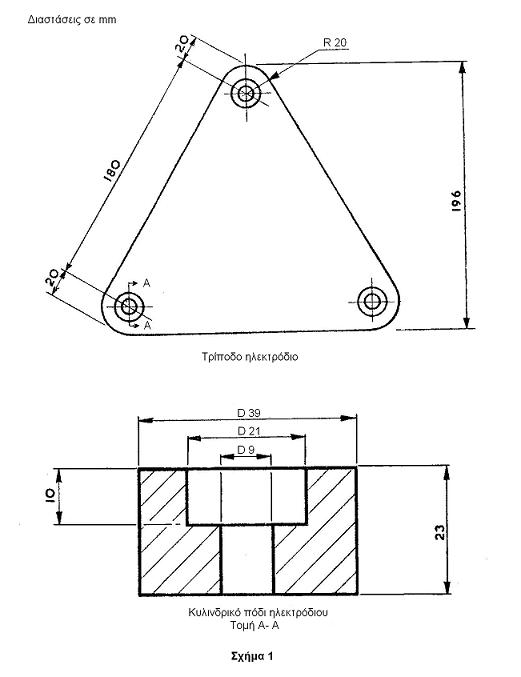 Διαστάσεις σε mm
20
R 20
180
196
20
A
A
Τρίποδο ηλεκτρόδιο
D 39
D 21
D 9
10
23
Κυλινδρικό πόδι ηλεκτρόδιου
Τομή A- A
Σχήμα 1